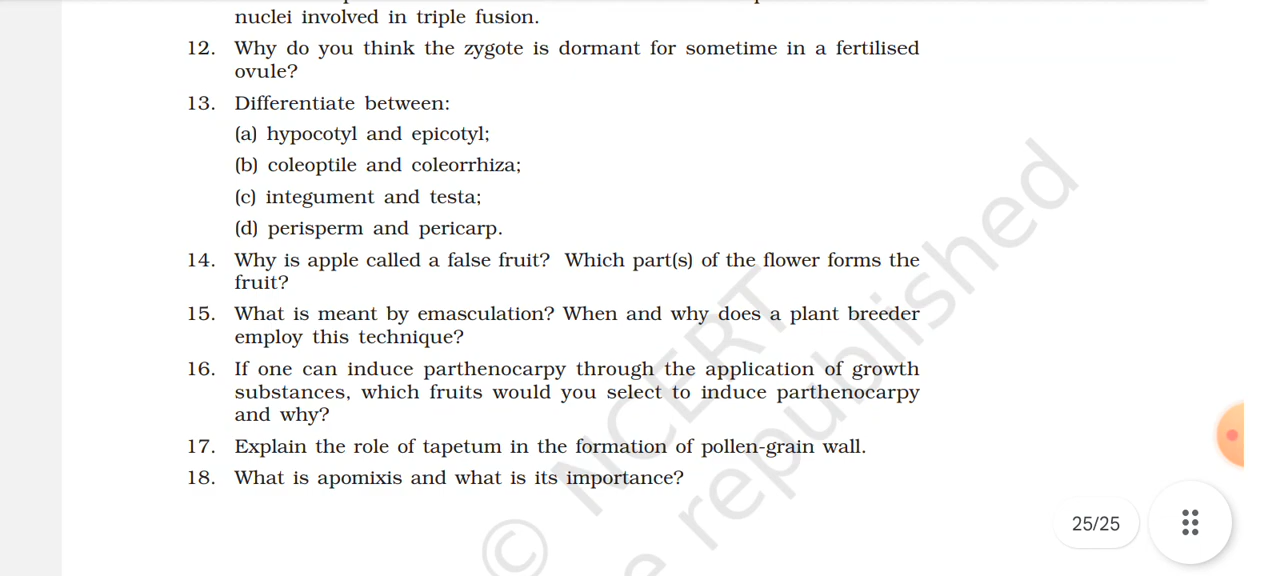 nuclei involved in triple fusion.
12. Why do you think the zygote is dormant for sometime in a fertilised
ovule?
13. Differentiate between:
(a) hypocotyl and epicotyl;
(b) coleoptile and coleorrhiza;
(c) integument and testa;
(d) perisperm and pericarp.
14. Why is apple called a false fruit? Which part(s) of the flower forms the
fruit?
15. What is meant by emasculation? When and why does a plant breeder
employ this technique?
16. If one can induce parthenocarpy through the application of growth
substances, which fruits would you select to induce parthenocarpy
and why?
17. Explain the role of tapetum in the formation of pollen-grain wall.
18. What is apomixis and what is its importance?
© NCERT
republished
25/25